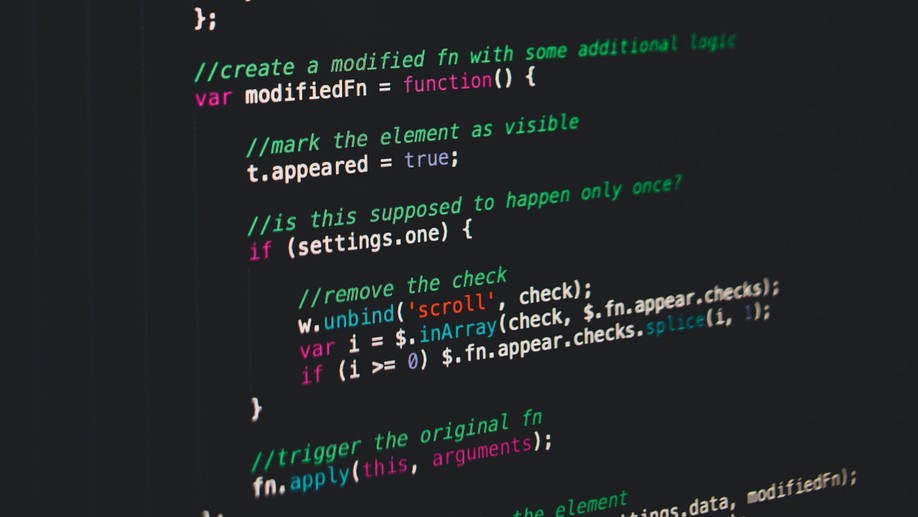 };
//create a modified fn with some additional logic
var modifiedFn = function() {
//mark the element as visible
t.appeared = true;
//is this supposed to happen only once?
if (settings.one) {
//remove the check
w.unbind('scroll', check);
var i = $.inArray(check, $.fn.appear.checks);
if (i >= 0) $.fn.appear.checks.splice(i, 1);
}
//trigger the original fn
fn.apply(this, arguments);
};
the element
data, modifiedFn);